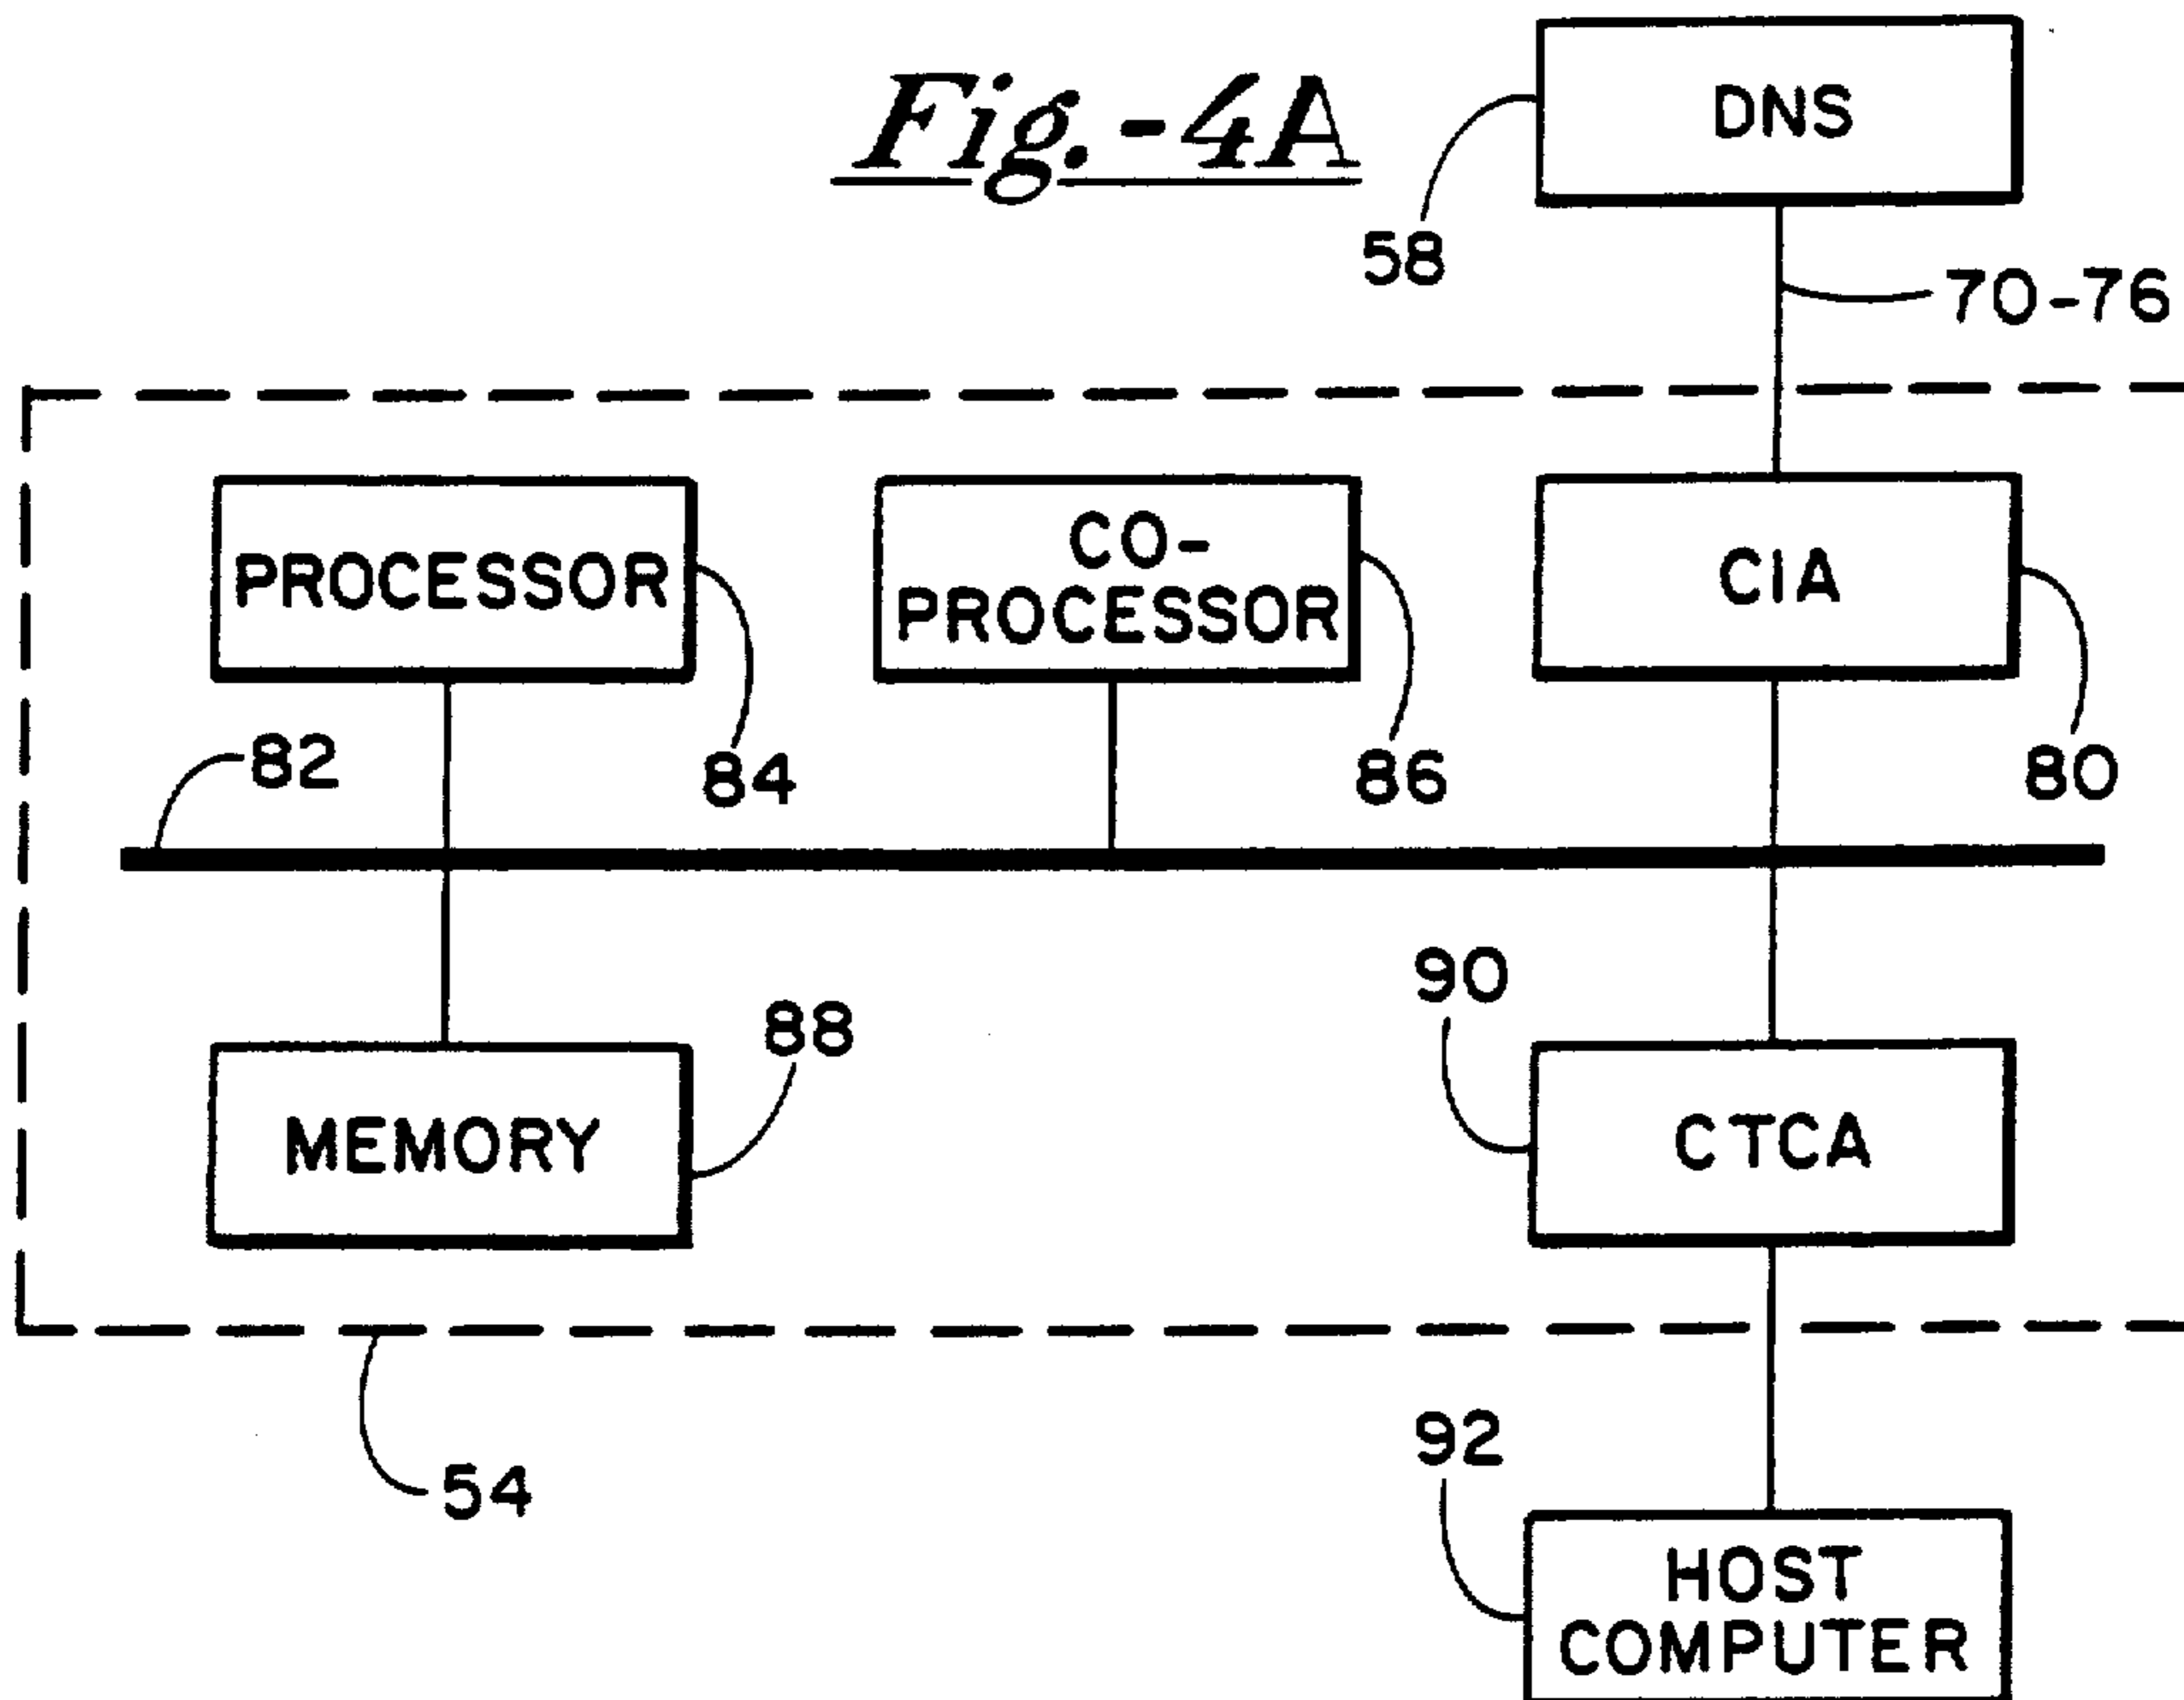 Fig.-4A
DNS
58
70-76
PROCESSOR
CO-
PROCESSOR
CIA
82
84
86
80
90
88
MEMORY
CTCA
92
54
HOST
COMPUTER